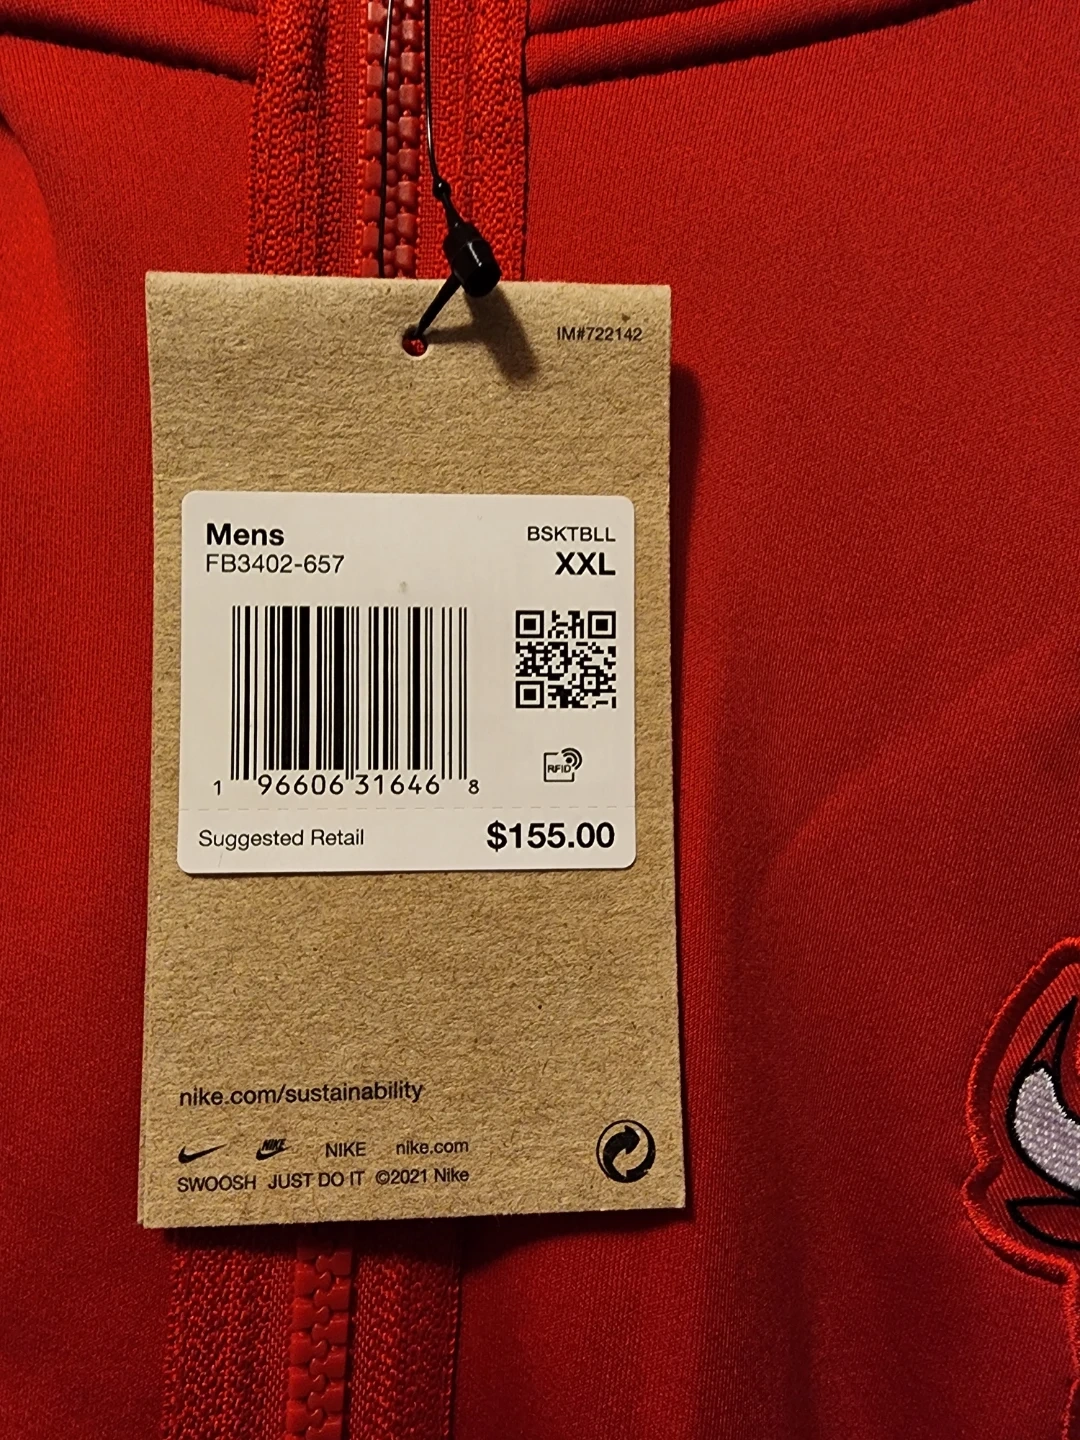 IM#722142
Mens
BSKTBLL
FB3402-657
XXL
RFID
1 96606 31646 8
Suggested Retail $155.00
nike.com/sustainability
NIKE NIKE nike.com
SWOOSH JUST DO IT ©2021 Nike